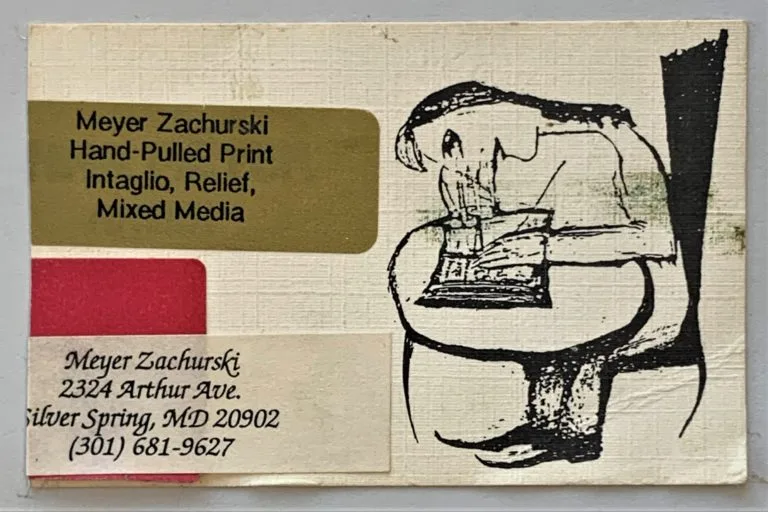 Meyer Zachurski
Hand-Pulled Print
Intaglio, Relief,
Mixed Media
Meyer Zachurski
2324 Arthur Ave.
Silver Spring, MD 20902
(301) 681-9627